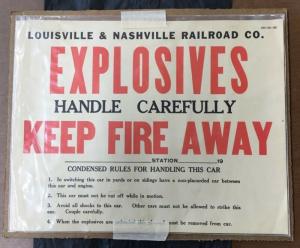 LOUISVILLE & NASHVILLE RAILROAD CO.
EXPLOSIVES
HANDLE CAREFULLY
KEEP FIRE AWAY
STATION 19
CONDENSED RULES FOR HANDLING THIS CAR
1. In switching this car in yards or on sidings have a non-placarded car between
this car and engine.
2. This car must not be cut off while in motion.
3. Avoid all shocks to this car. Other cars must not be allowed to strike this
car. Couple carefully.
4. When the explosives are must be removed from car.